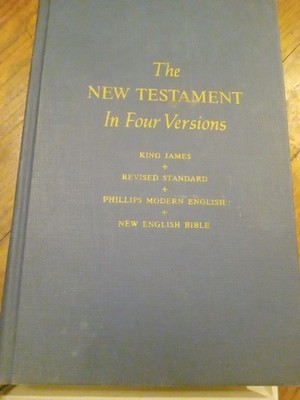 The
NEW TESTAMENT
In Four Versions
KING JAMES
+
REVISED STANDARD
+
PHILLIPS MODERN ENGLISH
+
NEW ENGLISH BIBLE